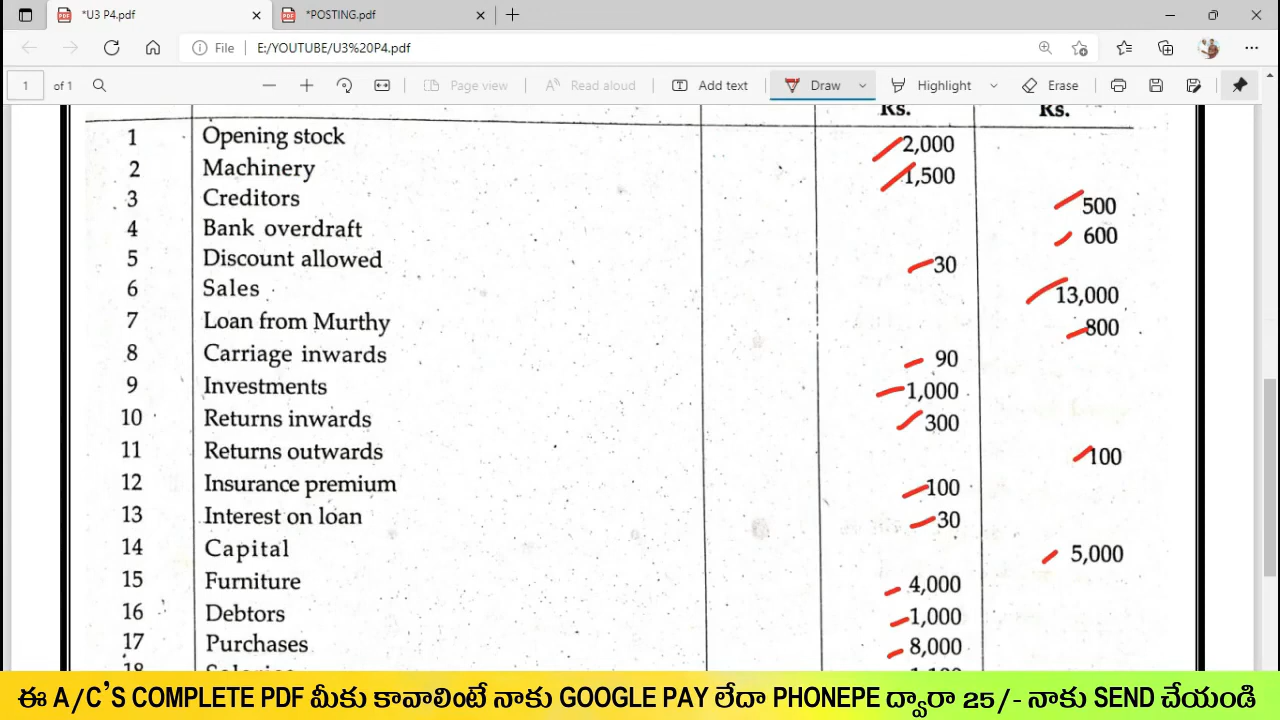 *U3 P4.pdf
*POSTING.pdf
File E:/YOUTUBE/U3%20P4.pdf
1 of 1 Page view Read aloud Add text Draw Highlight Erase
Rs. Rs.
1 Opening stock 2,000
2 Machinery 1,500
3 Creditors 500
4 Bank overdraft 600
5 Discount allowed 30
6 Sales 13,000
7 Loan from Murthy 800
8 Carriage inwards 90
9 Investments 1,000
10 Returns inwards 300
11 Returns outwards 100
12 Insurance premium 100
13 Interest on loan 30
14 Capital 5,000
15 Furniture 4,000
16 Debtors 1,000
17 Purchases 8,000
ఈ A/C'S COMPLETE PDF మీకు కావాలింటే నాకు GOOGLE PAY లేదా PHONEPE ద్వారా 25/- నాకు SEND చేయండి